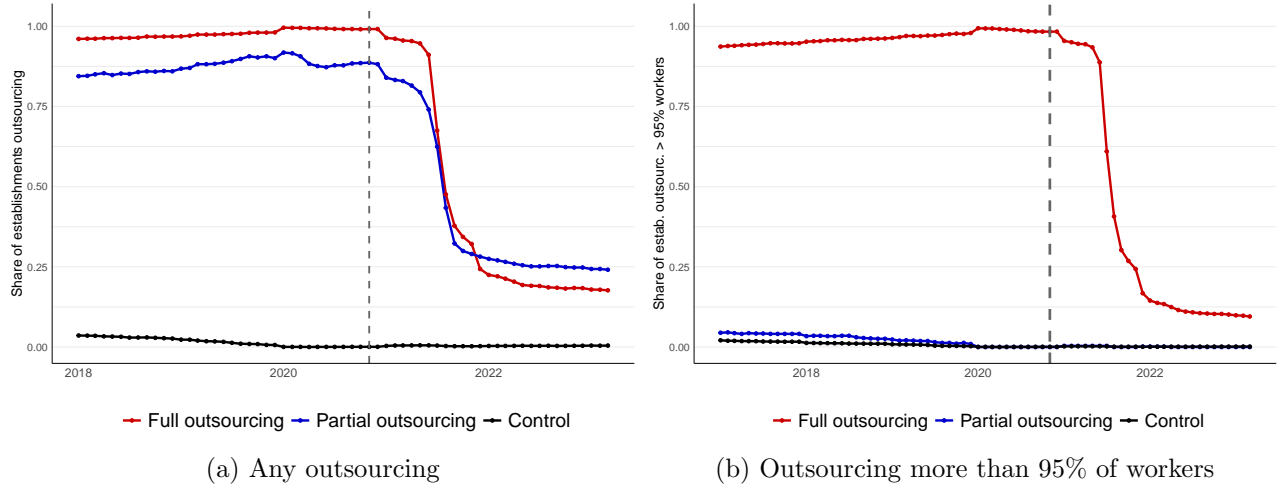 Share of establishments outsourcing
1.00
0.75
0.50
0.25
0.00
2018 2020 2022
Full outsourcing Partial outsourcing Control
(a) Any outsourcing
Share of estab. outsourc. > 95% workers
1.00
0.75
0.50
0.25
0.00
2018 2020 2022
Full outsourcing Partial outsourcing Control
(b) Outsourcing more than 95% of workers